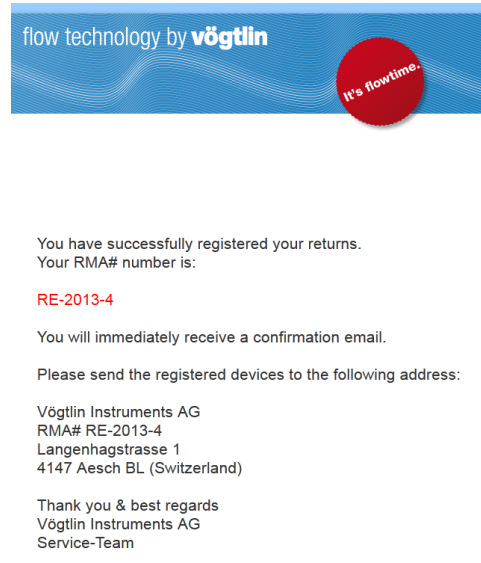 flow technology by vögtlin
It's flowtime.
You have successfully registered your returns.
Your RMA# number is:
RE-2013-4
You will immediately receive a confirmation email.
Please send the registered devices to the following address:
Vögtlin Instruments AG
RMA# RE-2013-4
Langenhagstrasse 1
4147 Aesch BL (Switzerland)
Thank you & best regards
Vögtlin Instruments AG
Service-Team